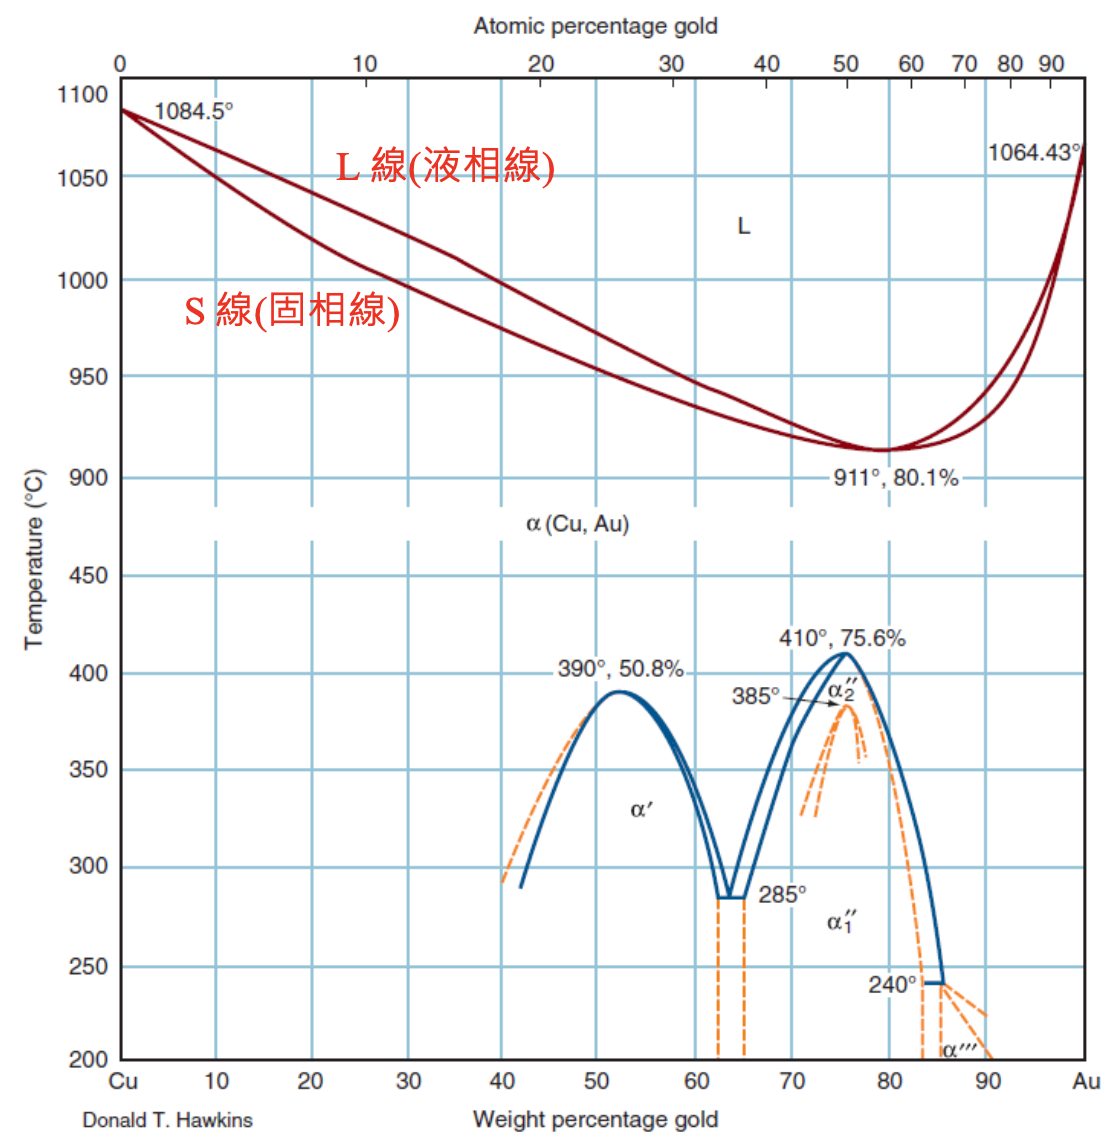 Atomic percentage gold
0 10 20 30 40 50 60 70 80 90
1100
1084.5°
1064.43°
L 線(液相線)
1050
L
1000
S 線(固相線)
950
900
911°, 80.1%
α (Cu, Au)
Temperature (°C)
450
410°, 75.6%
400
390°, 50.8%
385°
α₂″
350
α′
300
285°
α₁″
250
240°
α‴
200
Cu 10 20 30 40 50 60 70 80 90 Au
Donald T. Hawkins
Weight percentage gold